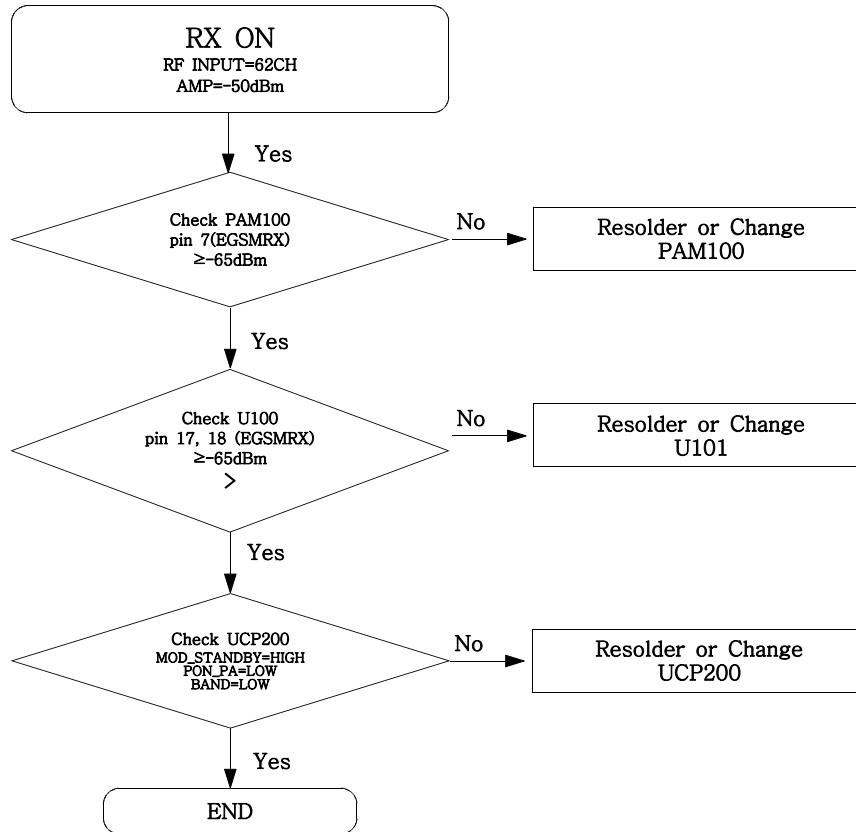 RX ON
RF INPUT=62CH
AMP=-50dBm
Yes
Check PAM100
pin 7(EGSMRX)
≥-65dBm
No
Resolder or Change
PAM100
Yes
Check U100
pin 17, 18 (EGSMRX)
≥-65dBm
>
No
Resolder or Change
U101
Yes
Check UCP200
MOD_STANDBY=HIGH
PON_PA=LOW
BAND=LOW
No
Resolder or Change
UCP200
Yes
END